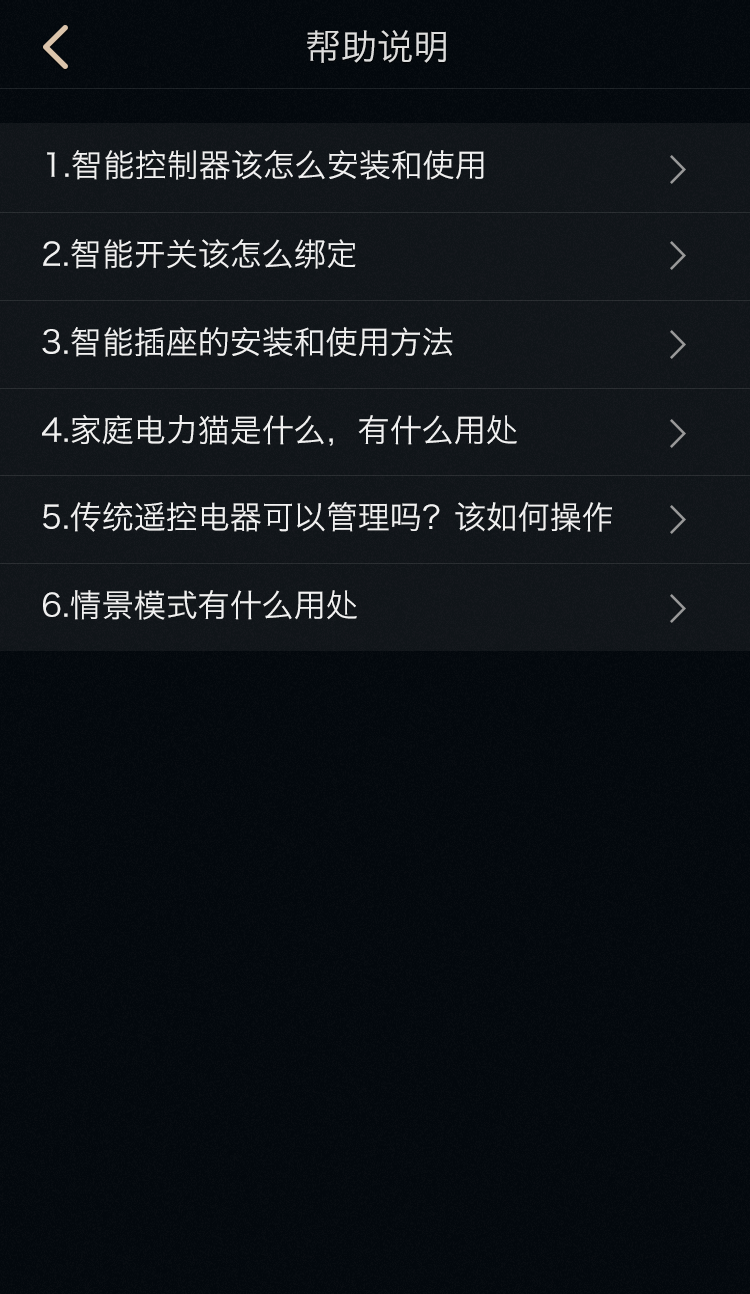 帮助说明
1.智能控制器该怎么安装和使用
2.智能开关该怎么绑定
3.智能插座的安装和使用方法
4.家庭电力猫是什么，有什么用处
5.传统遥控电器可以管理吗？该如何操作
6.情景模式有什么用处